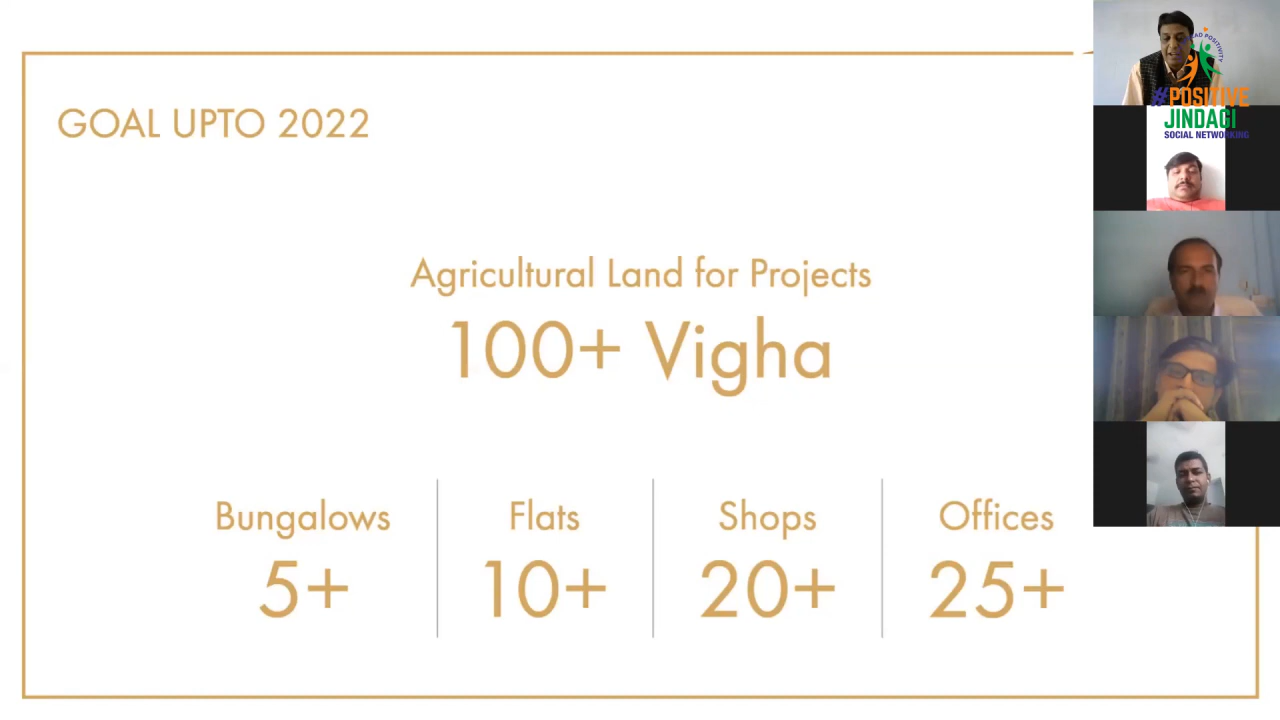 GOAL UPTO 2022
Agricultural Land for Projects
100+ Vigha
Bungalows
5+
Flats
10+
Shops
20+
Offices
25+
#POSITIVE
JINDAGI
SOCIAL NETWORKING